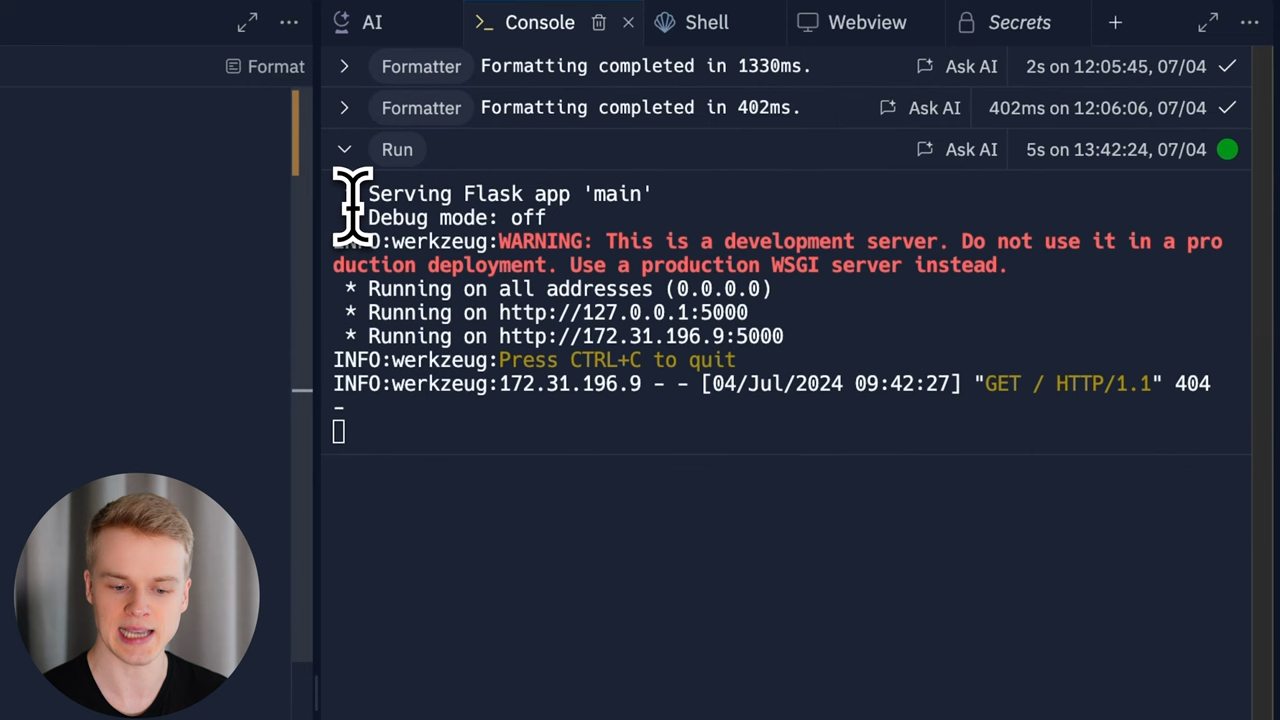 AI
Console
Shell
Webview
Secrets
Format
Formatter Formatting completed in 1330ms. Ask AI 2s on 12:05:45, 07/04
Formatter Formatting completed in 402ms. Ask AI 402ms on 12:06:06, 07/04
Run Ask AI 5s on 13:42:24, 07/04
Serving Flask app 'main'
Debug mode: off
INFO:werkzeug:WARNING: This is a development server. Do not use it in a pro
duction deployment. Use a production WSGI server instead.
* Running on all addresses (0.0.0.0)
* Running on http://127.0.0.1:5000
* Running on http://172.31.196.9:5000
INFO:werkzeug:Press CTRL+C to quit
INFO:werkzeug:172.31.196.9 - - [04/Jul/2024 09:42:27] "GET / HTTP/1.1" 404
-